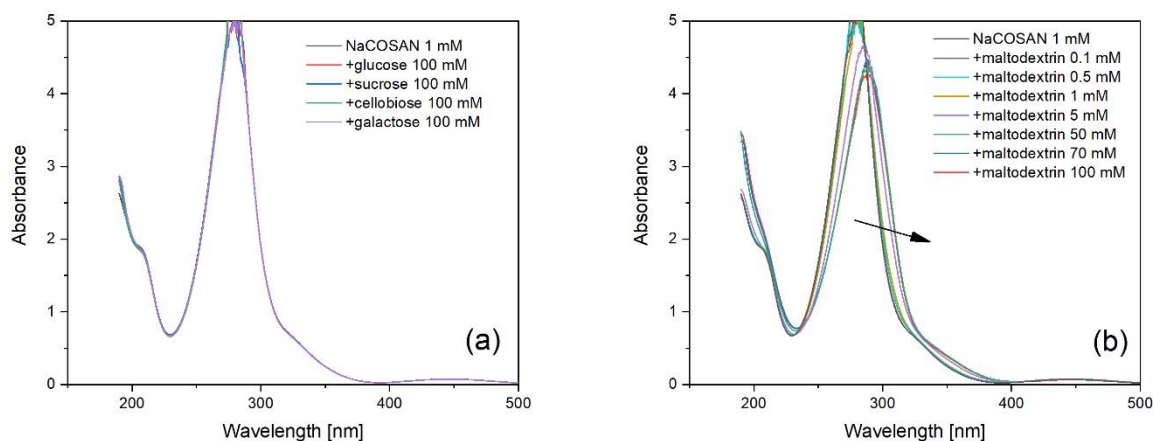 5
4
3
2
1
0
Absorbance
NaCOSAN 1 mM
+glucose 100 mM
+sucrose 100 mM
+cellobiose 100 mM
+galactose 100 mM
(a)
200 300 400 500
Wavelength [nm]
5
4
3
2
1
0
Absorbance
NaCOSAN 1 mM
+maltodextrin 0.1 mM
+maltodextrin 0.5 mM
+maltodextrin 1 mM
+maltodextrin 5 mM
+maltodextrin 50 mM
+maltodextrin 70 mM
+maltodextrin 100 mM
(b)
200 300 400 500
Wavelength [nm]